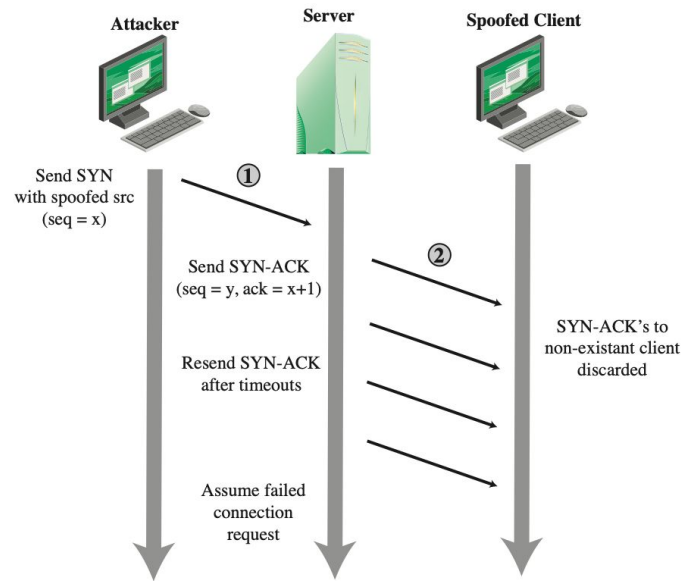 Attacker
Server
Spoofed Client
Send SYN
with spoofed src
(seq = x)
1
Send SYN-ACK
(seq = y, ack = x+1)
2
SYN-ACK's to
non-existant client
discarded
Resend SYN-ACK
after timeouts
Assume failed
connection
request